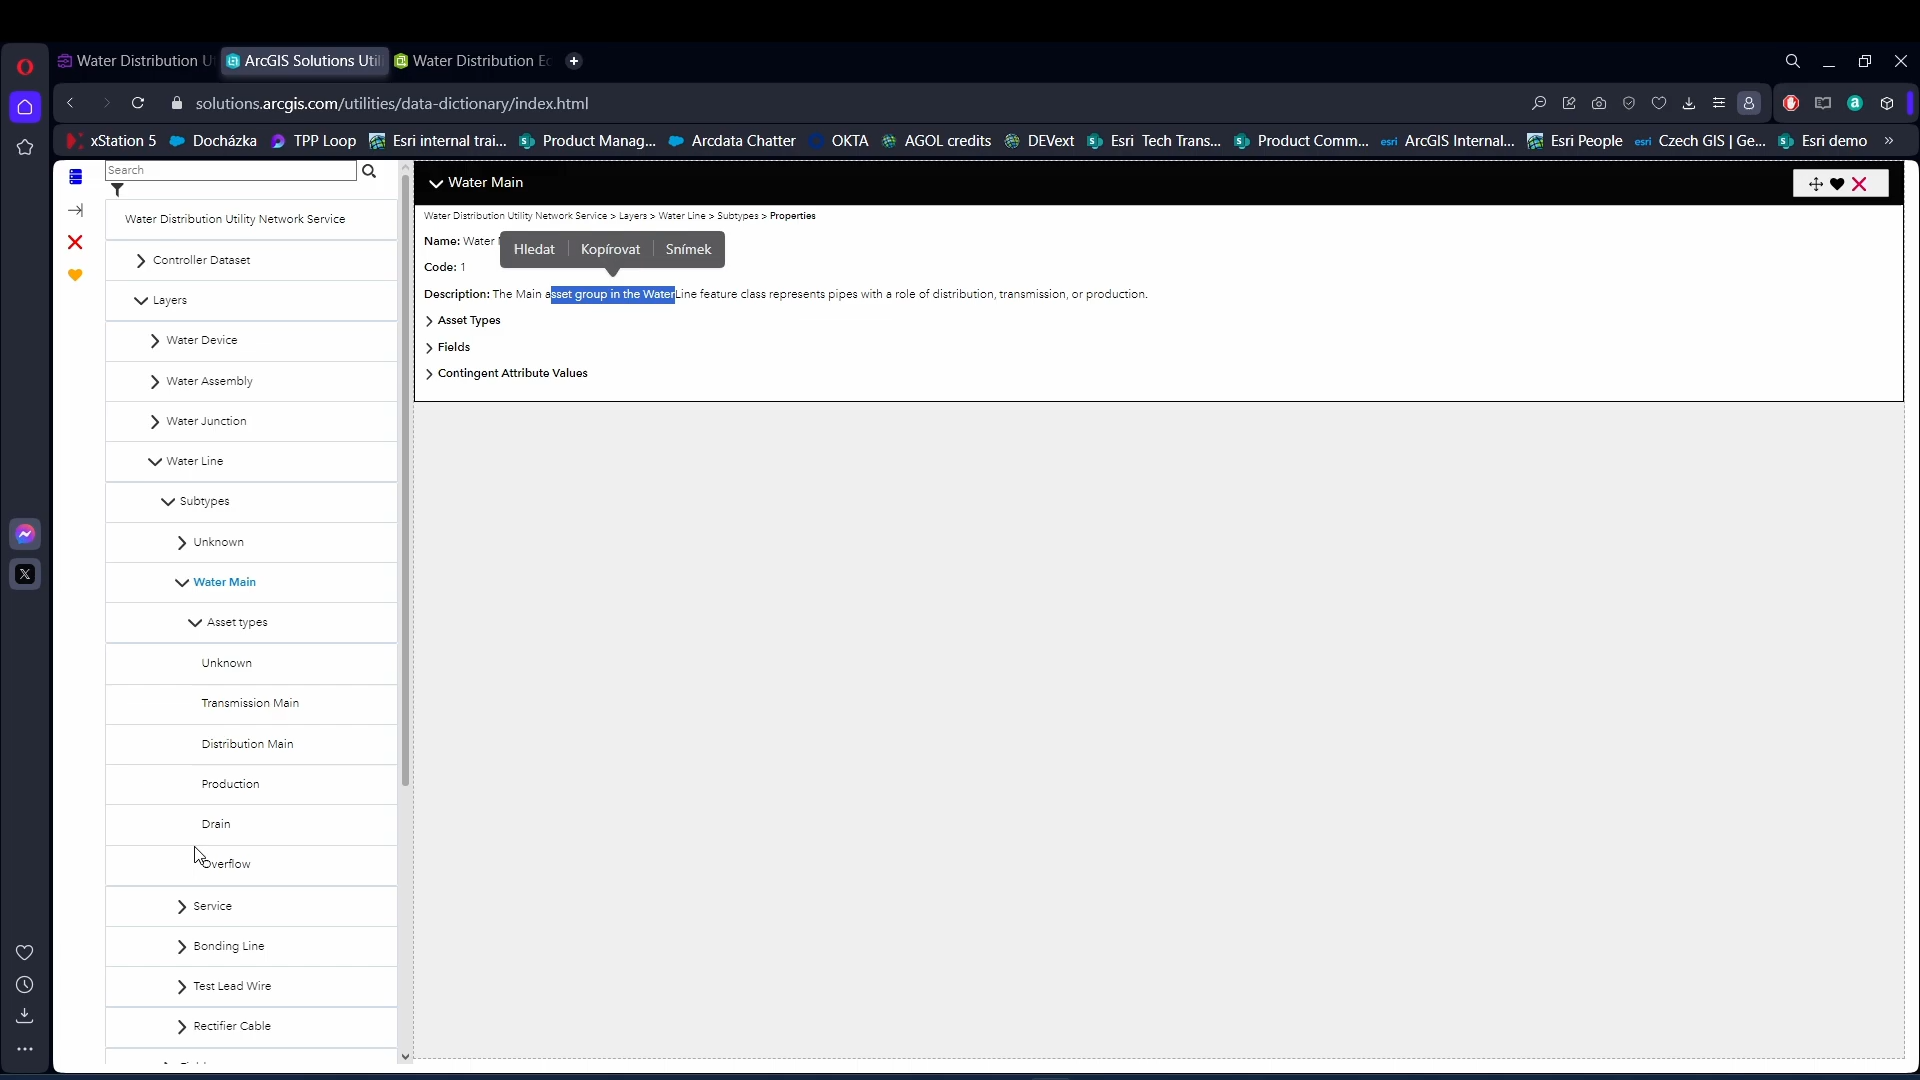 Water Distribution U
ArcGIS Solutions Util
Water Distribution Ec
solutions.arcgis.com/utilities/data-dictionary/index.html
xStation 5
Docházka
TPP Loop
Esri internal trai...
Product Manag...
Arcdata Chatter
OKTA
AGOL credits
DEVext
Esri Tech Trans...
Product Comm...
esri ArcGIS Internal...
Esri People
esri Czech GIS | Ge...
Esri demo
»
Search
Water Distribution Utility Network Service
Controller Dataset
Layers
Water Device
Water Assembly
Water Junction
Water Line
Subtypes
Unknown
Water Main
Asset types
Unknown
Transmission Main
Distribution Main
Production
Drain
Overflow
Service
Bonding Line
Test Lead Wire
Rectifier Cable
Water Main
Water Distribution Utility Network Service > Layers > Water Line > Subtypes > Properties
Name: Water
Hledat Kopírovat Snímek
Code: 1
Description: The Main asset group in the WaterLine feature class represents pipes with a role of distribution, transmission, or production.
Asset Types
Fields
Contingent Attribute Values